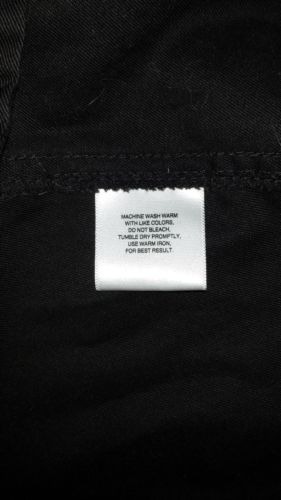 MACHINE WASH WARM
WITH LIKE COLORS,
DO NOT BLEACH,
TUMBLE DRY PROMPTLY,
USE WARM IRON,
FOR BEST RESULT.